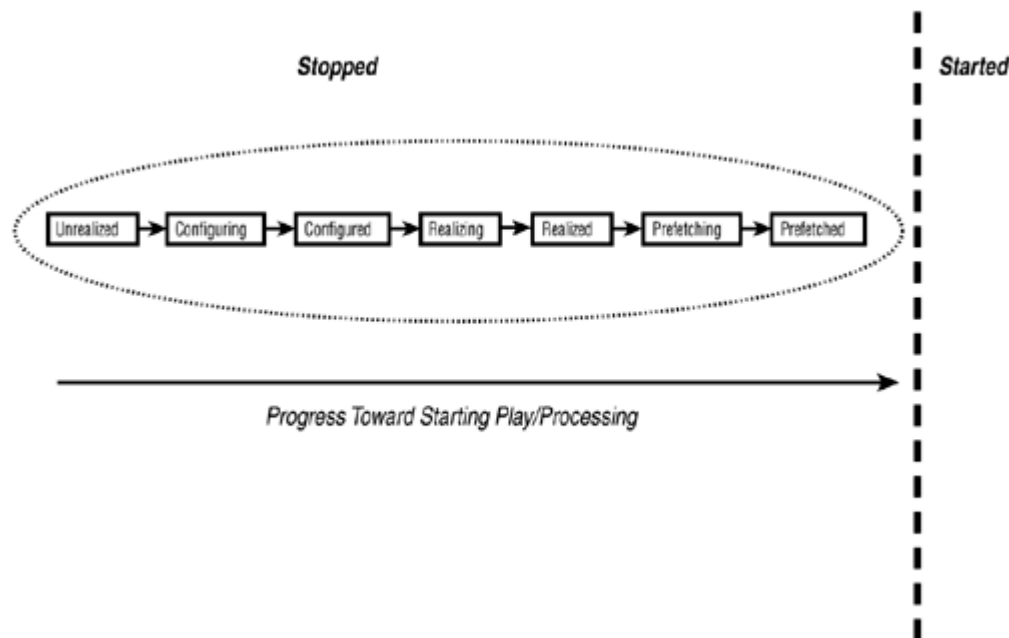 Stopped
Started
Unrealized
Configuring
Configured
Realizing
Realized
Prefetching
Prefetched
Progress Toward Starting Play/Processing